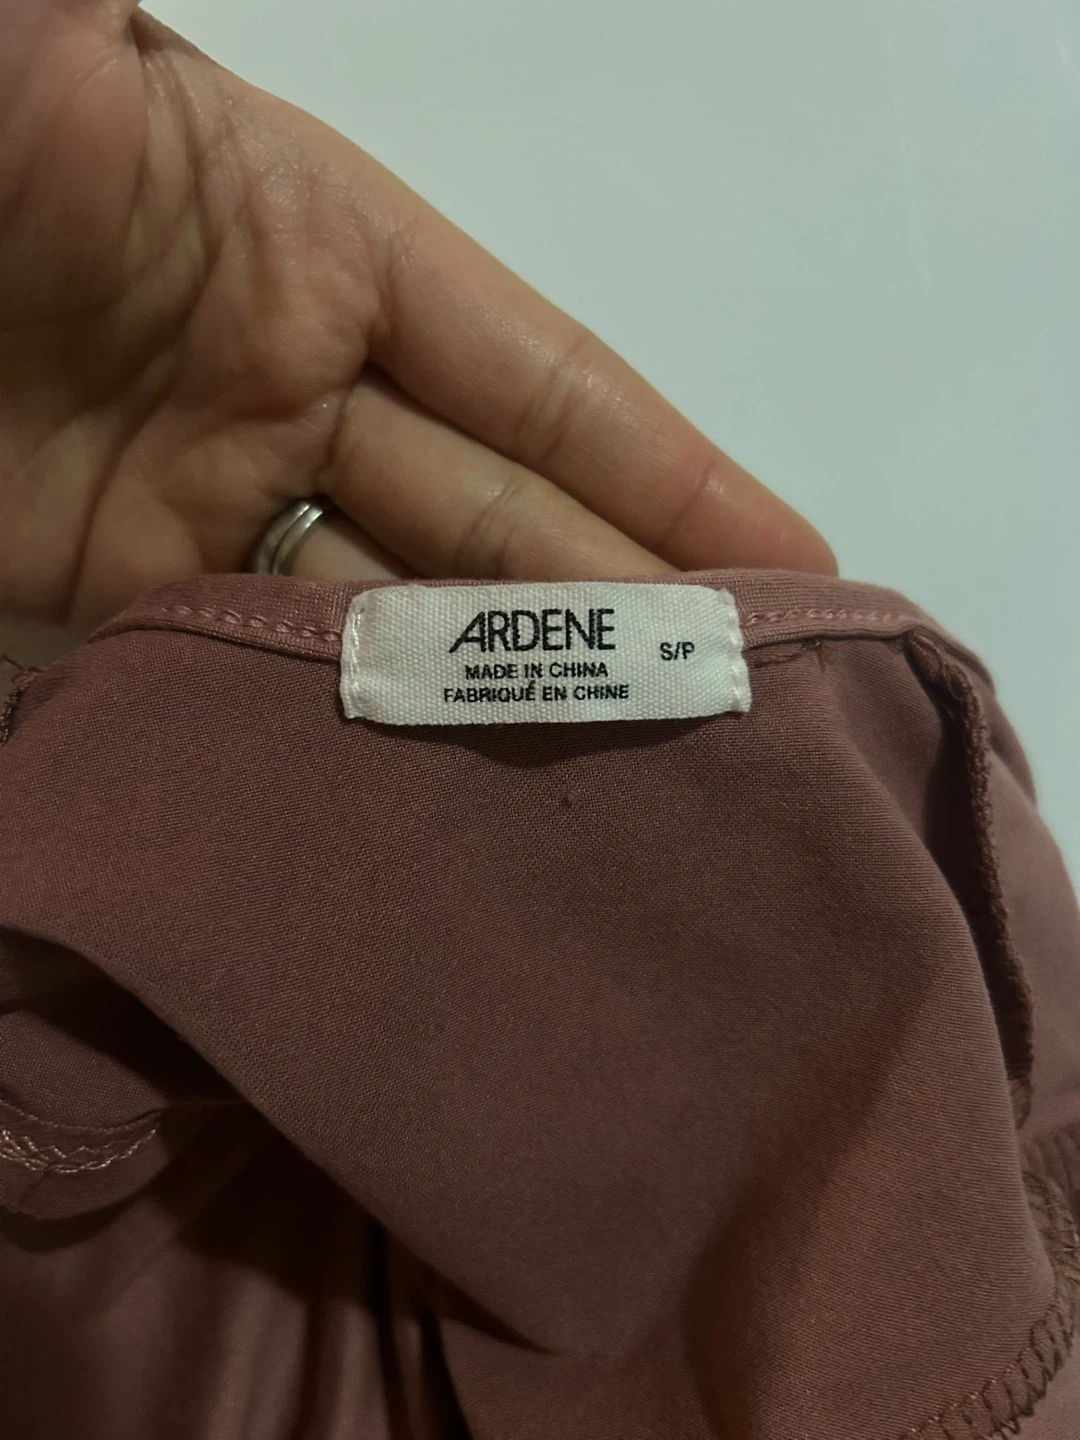 ARDENE
S/P
MADE IN CHINA
FABRIQUÉ EN CHINE